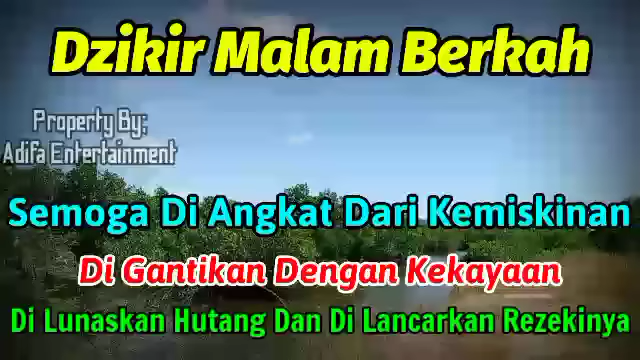 Dzikir Malam Berkah
Property By;
Adifa Entertainment
Semoga Di Angkat Dari Kemiskinan
Di Gantikan Dengan Kekayaan
Di Lunaskan Hutang Dan Di Lancarkan Rezekinya